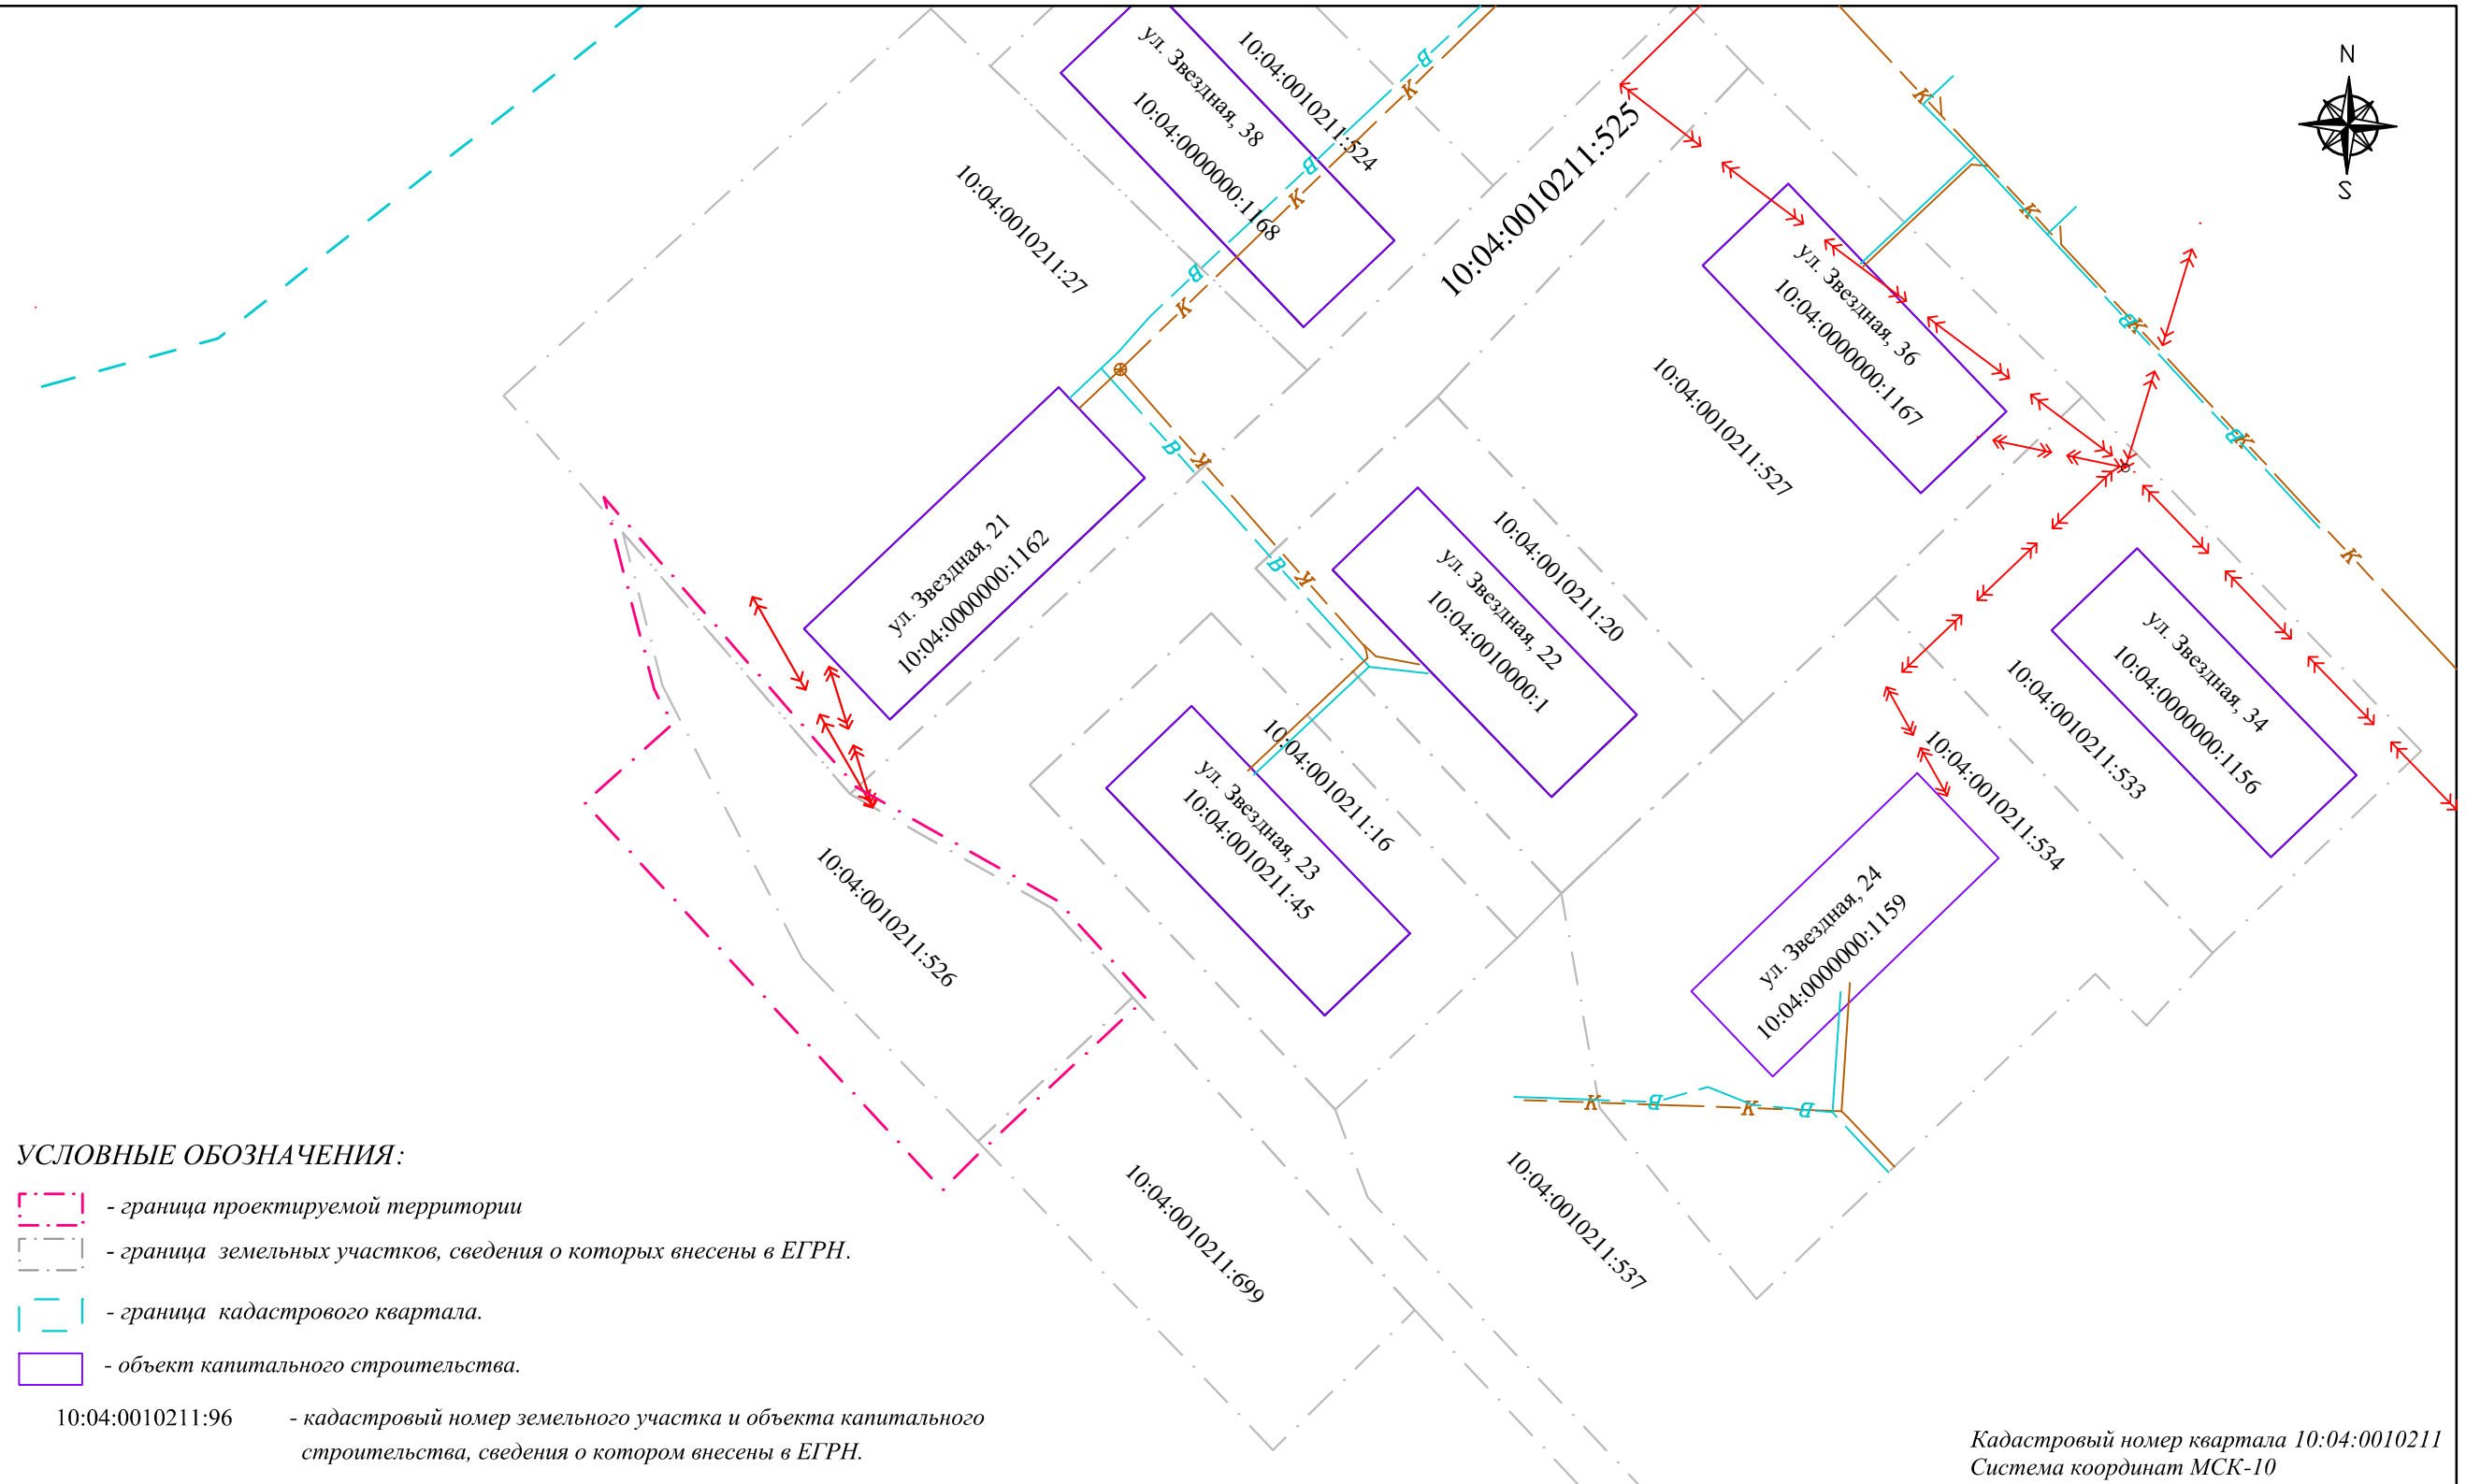 N
S
ул. Звездная, 38
10:04:0000000:1168
10:04:0010211:524
10:04:0010211:27
10:04:0010211:525
ул. Звездная, 36
10:04:0000000:1167
10:04:0010211:527
ул. Звездная, 21
10:04:0000000:1162
ул. Звездная, 22
10:04:0010000:1
10:04:0010211:20
ул. Звездная, 34
10:04:0000000:1156
10:04:0010211:533
10:04:0010211:534
ул. Звездная, 23
10:04:0010211:45
10:04:0010211:16
ул. Звездная, 24
10:04:0000000:1159
10:04:0010211:526
10:04:0010211:699
10:04:0010211:537
В
К
В
К
В
К
В
К
В
К
К
К
В
К
В
К
К
К
В
К
В
УСЛОВНЫЕ ОБОЗНАЧЕНИЯ:
- граница проектируемой территории
- граница земельных участков, сведения о которых внесены в ЕГРН.
- граница кадастрового квартала.
- объект капитального строительства.
10:04:0010211:96 - кадастровый номер земельного участка и объекта капитального
строительства, сведения о котором внесены в ЕГРН.
Кадастровый номер квартала 10:04:0010211
Система координат МСК-10